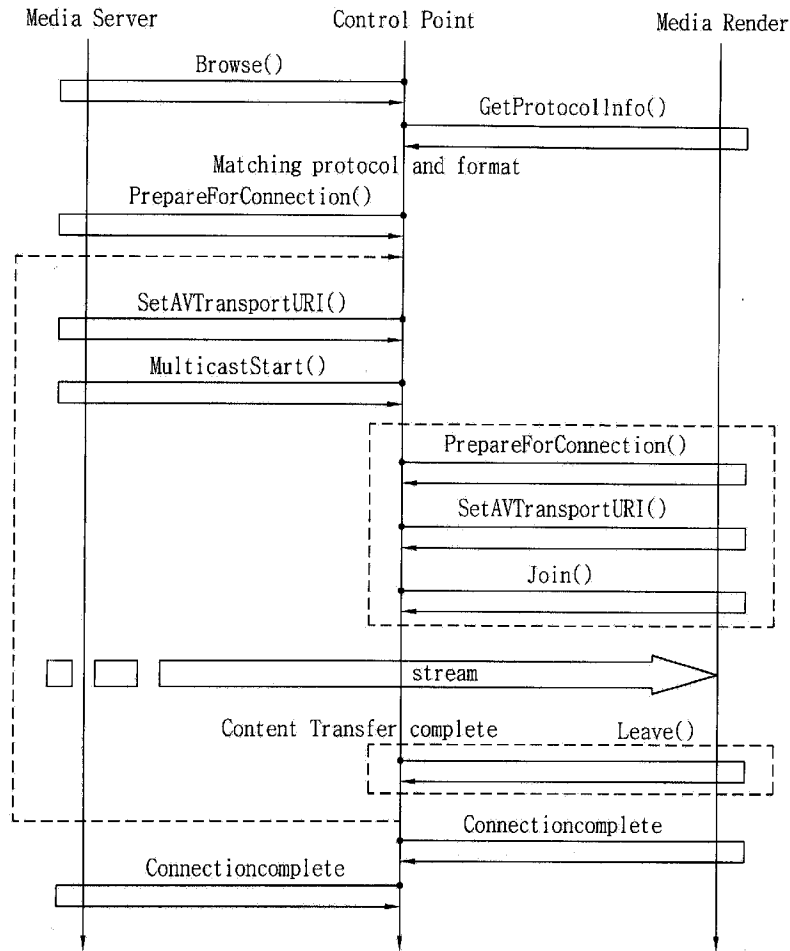 Media Server
Control Point
Media Render
Browse()
GetProtocolInfo()
Matching protocol and format
PrepareForConnection()
SetAVTransportURI()
MulticastStart()
PrepareForConnection()
SetAVTransportURI()
Join()
stream
Content Transfer complete
Leave()
Connectioncomplete
Connectioncomplete